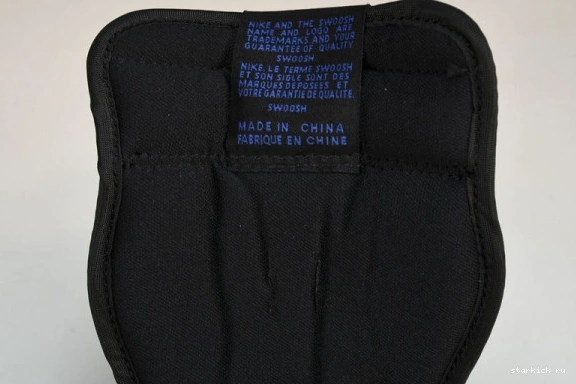 NIKE AND THE SWOOSH
NAME AND LOGO ARE
TRADEMARKS AND YOUR
GUARANTEE OF QUALITY
SWOOSH
NIKE, LE TERME SWOOSH
ET SON SIGLE SONT DES
MARQUES DEPOSEES ET
VOTRE GARANTIE DE QUALITE.
SWOOSH
MADE IN CHINA
FABRIQUE EN CHINE
starkick.ru